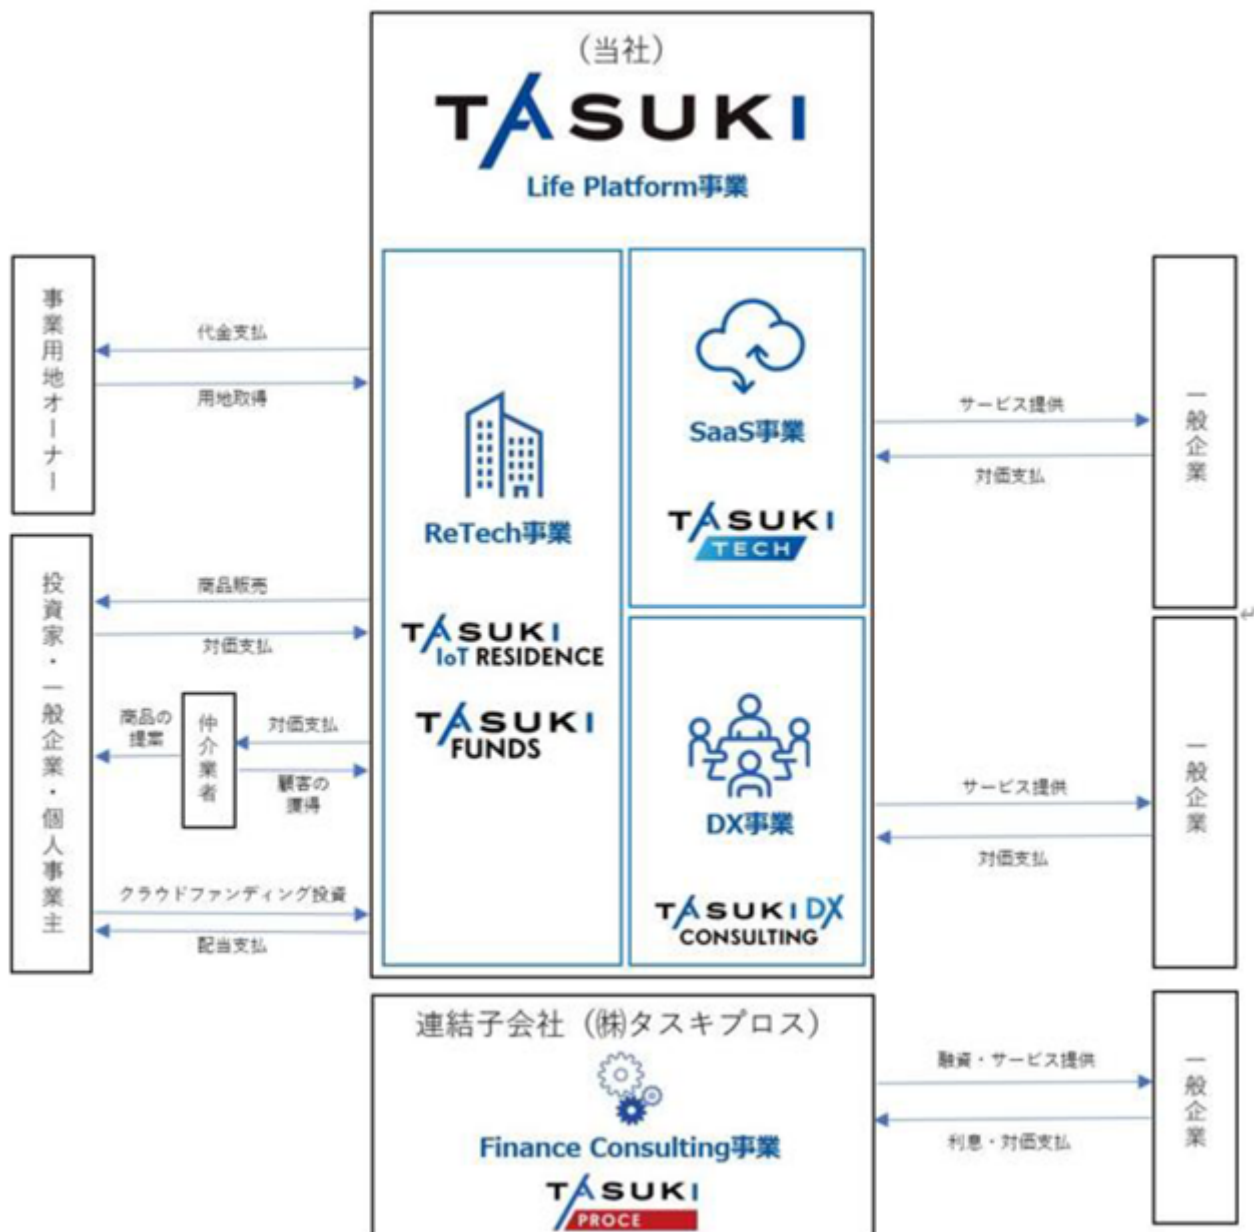 (当社)
TASUKI
Life Platform事業
事業用地オーナー
代金支払
用地取得
投資家・一般企業・個人事業主
商品販売
対価支払
商品の
提案
仲介業者
対価支払
顧客の
獲得
クラウドファンディング投資
配当支払
ReTech事業
TASUKI
IoT RESIDENCE
TASUKI
FUNDS
SaaS事業
TASUKI
TECH
サービス提供
対価支払
一般企業
DX事業
TASUKI DX
CONSULTING
サービス提供
対価支払
一般企業
連結子会社（㈱タスキプロス）
Finance Consulting事業
TASUKI
PROCE
融資・サービス提供
利息・対価支払
一般企業